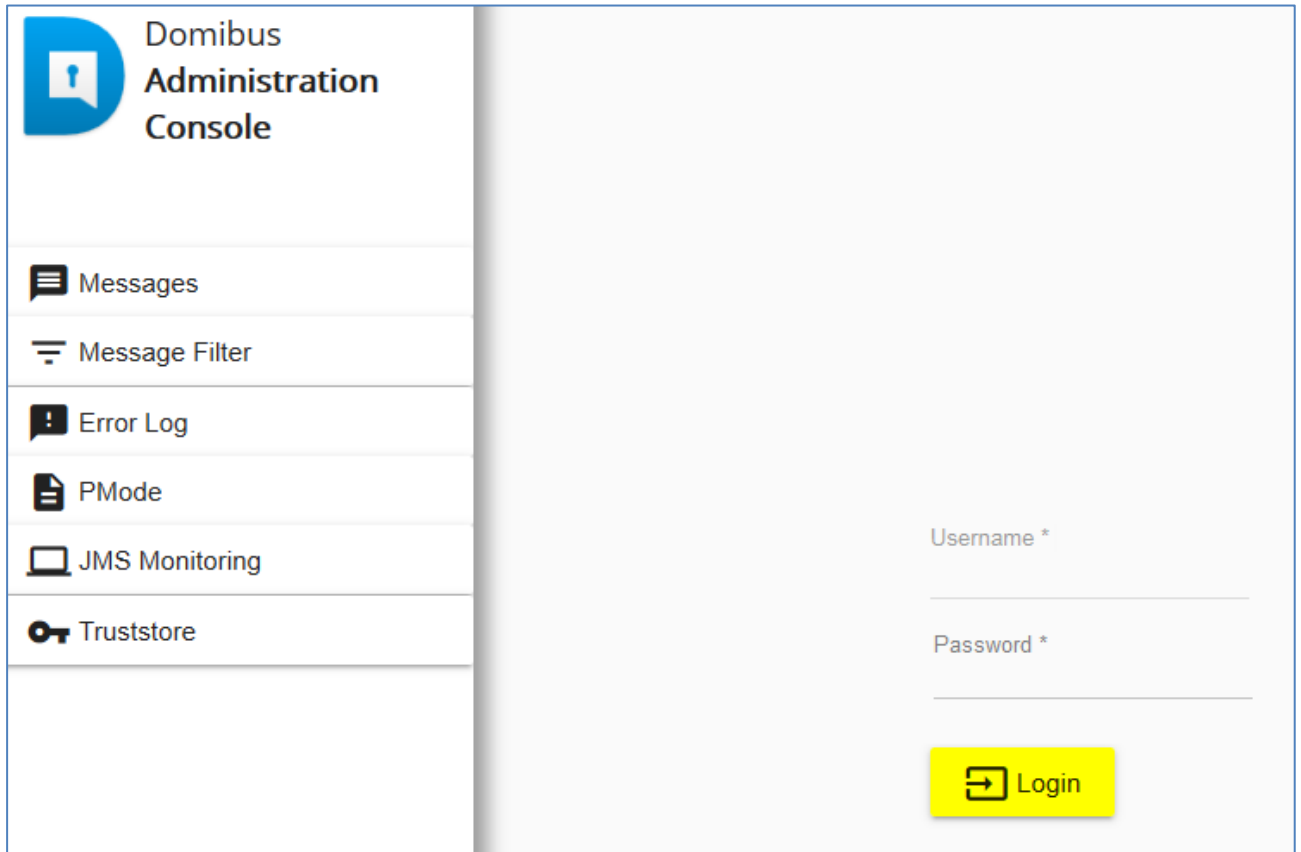 Domibus
Administration
Console
Messages
Message Filter
Error Log
PMode
JMS Monitoring
Truststore
Username *
Password *
Login